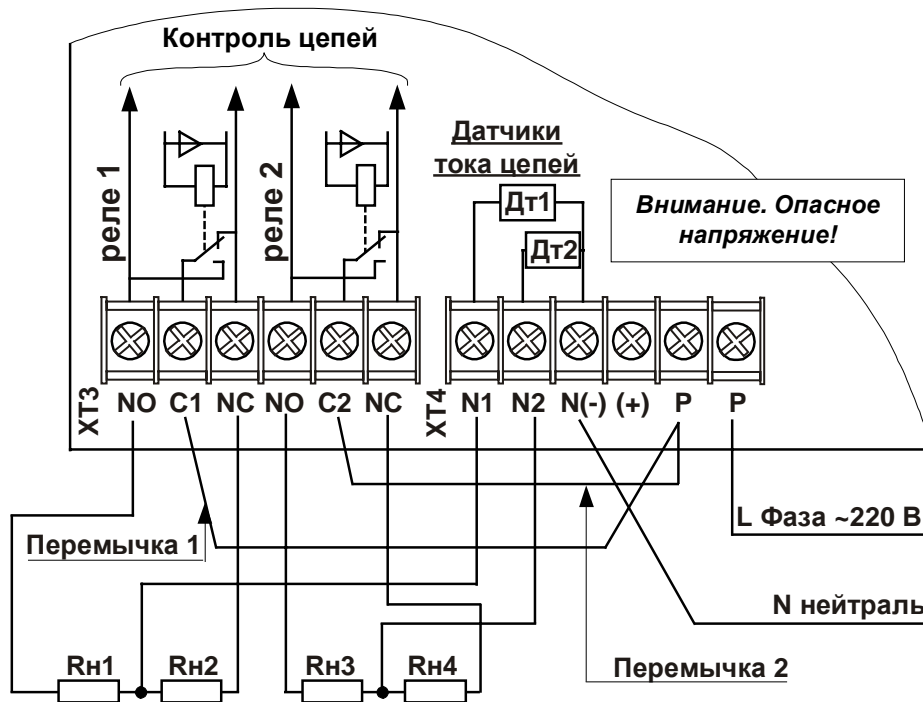 Контроль цепей
реле 1
реле 2
Датчики
тока цепей
Дт1
Дт2
Внимание. Опасное
напряжение!
XT3
NO C1 NC NO C2 NC
XT4
N1 N2 N(-) (+) P P
L Фаза ~220 В
Перемычка 1
N нейтраль
Rн1 Rн2 Rн3 Rн4
Перемычка 2